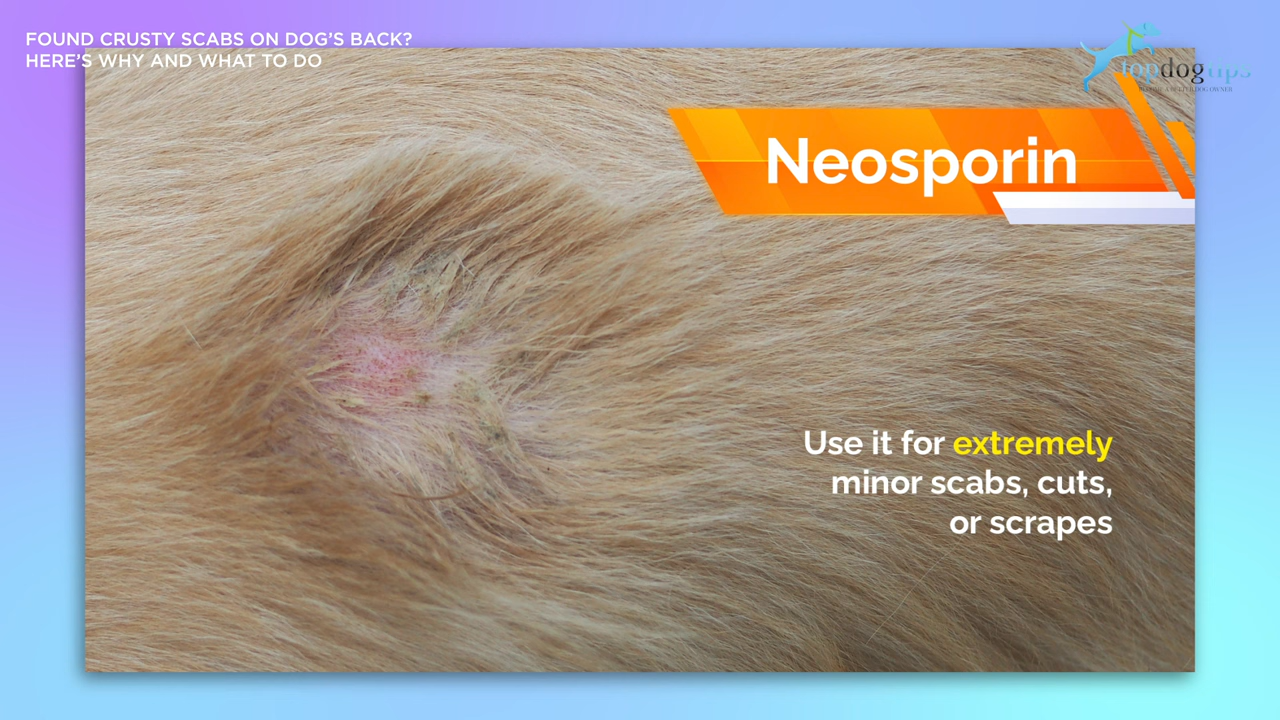 FOUND CRUSTY SCABS ON DOG'S BACK?
HERE'S WHY AND WHAT TO DO
topdogtips
Neosporin
Use it for extremely
minor scabs, cuts,
or scrapes